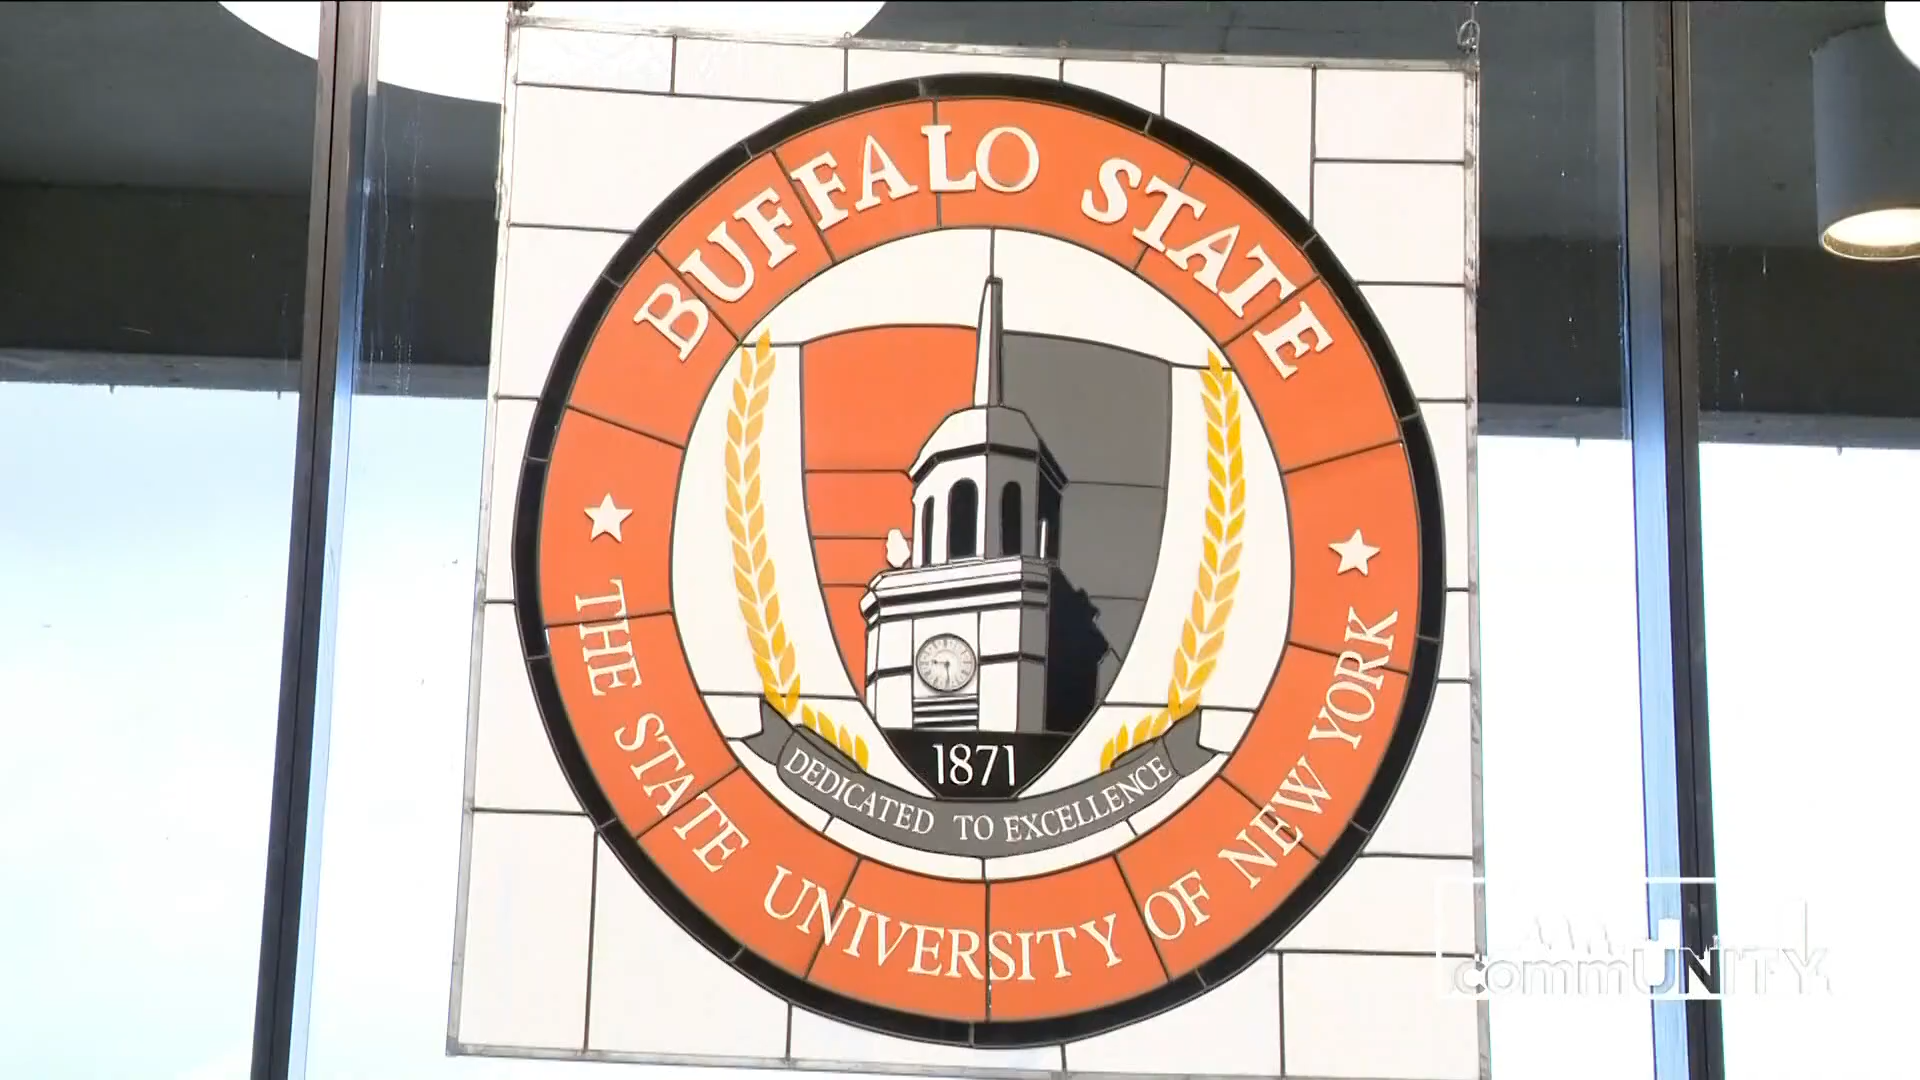 BUFFALO STATE
1871
DEDICATED TO EXCELLENCE
THE STATE UNIVERSITY OF NEW YORK
commUNITY